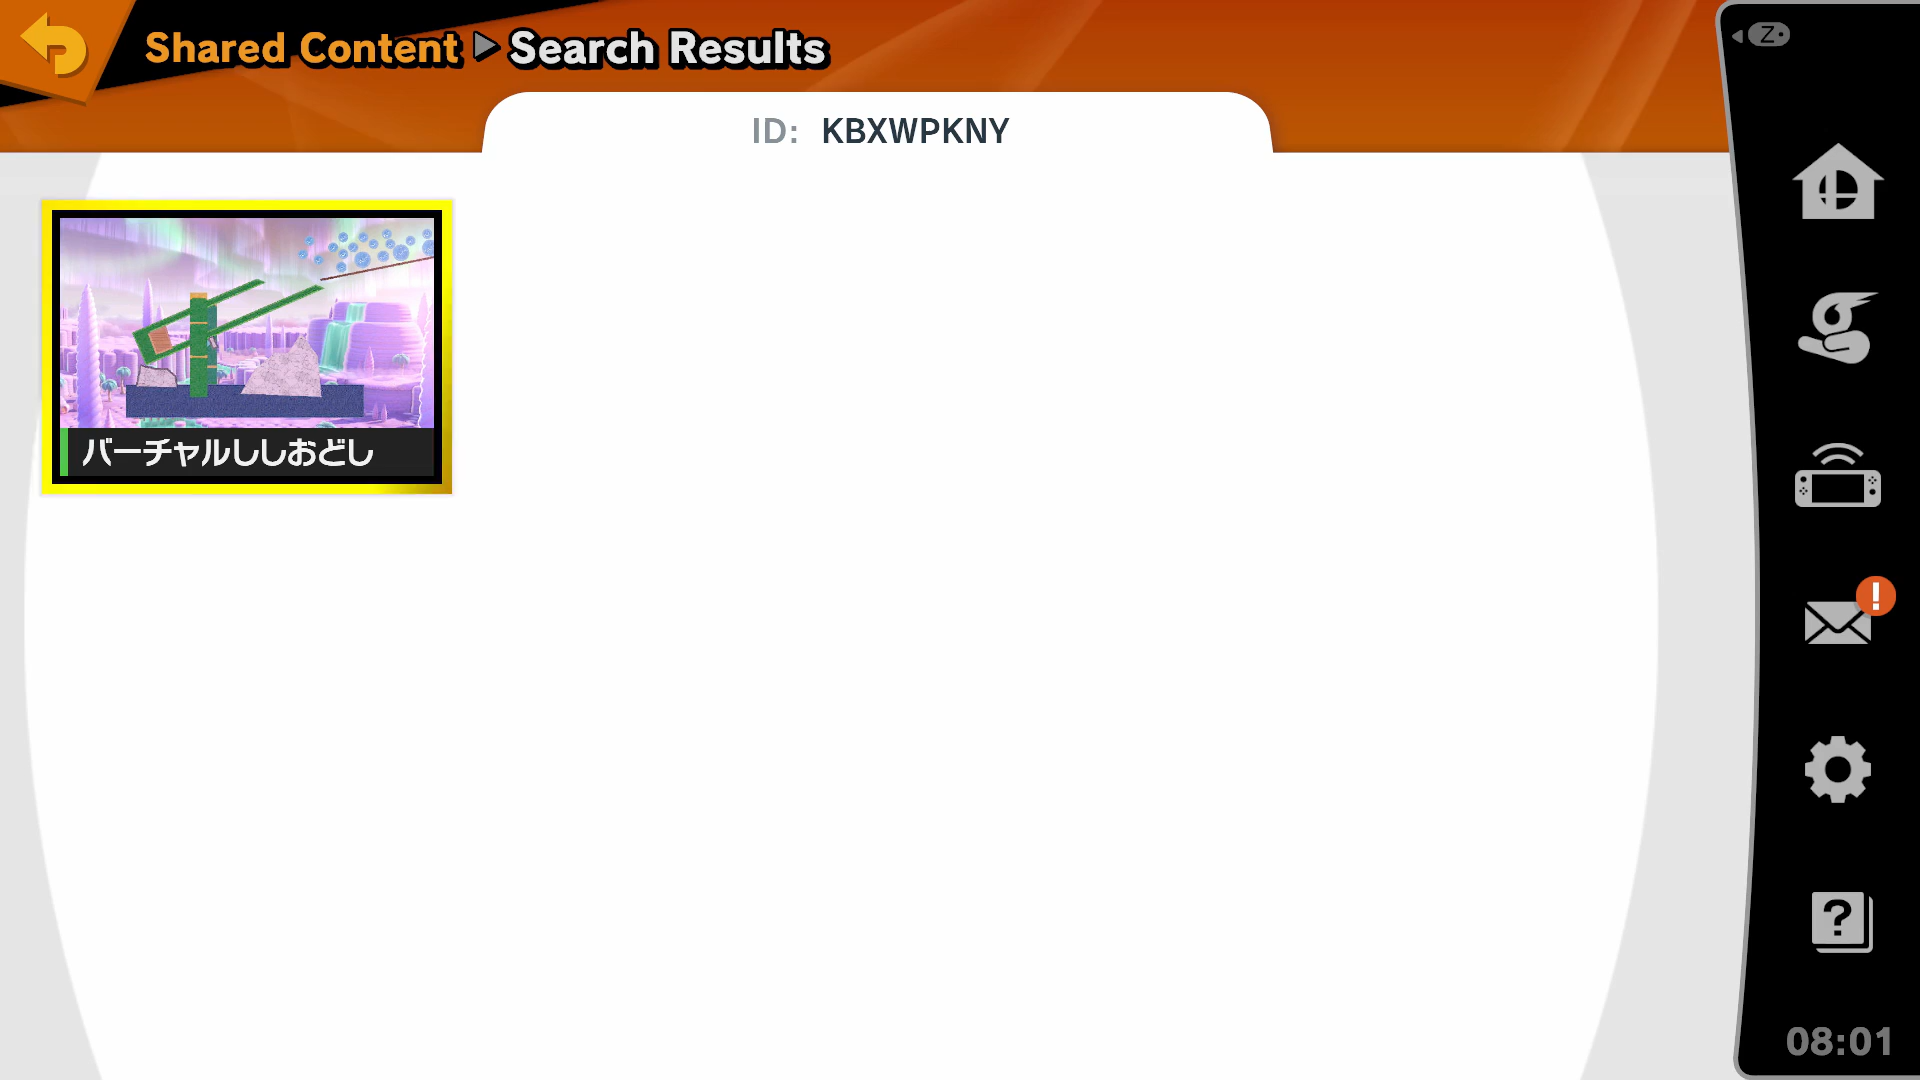 Shared Content ▶ Search Results
Z
ID: KBXWPKNY
バーチャルししおどし
!
?
08:01